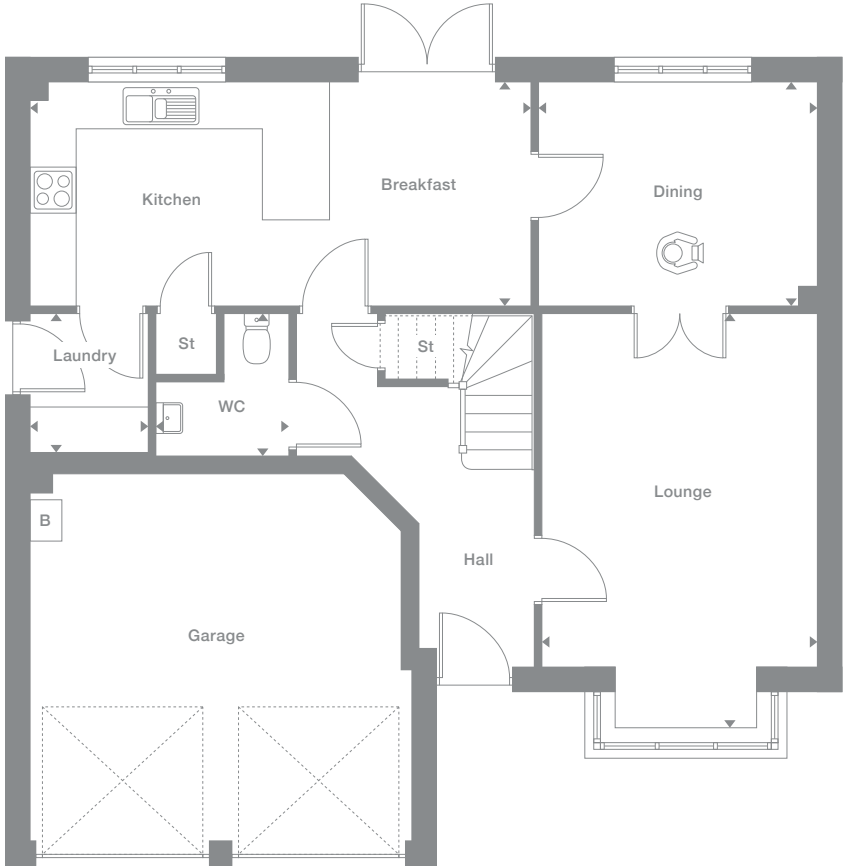 Kitchen
Breakfast
Dining
Laundry
St
St
WC
Lounge
B
Hall
Garage